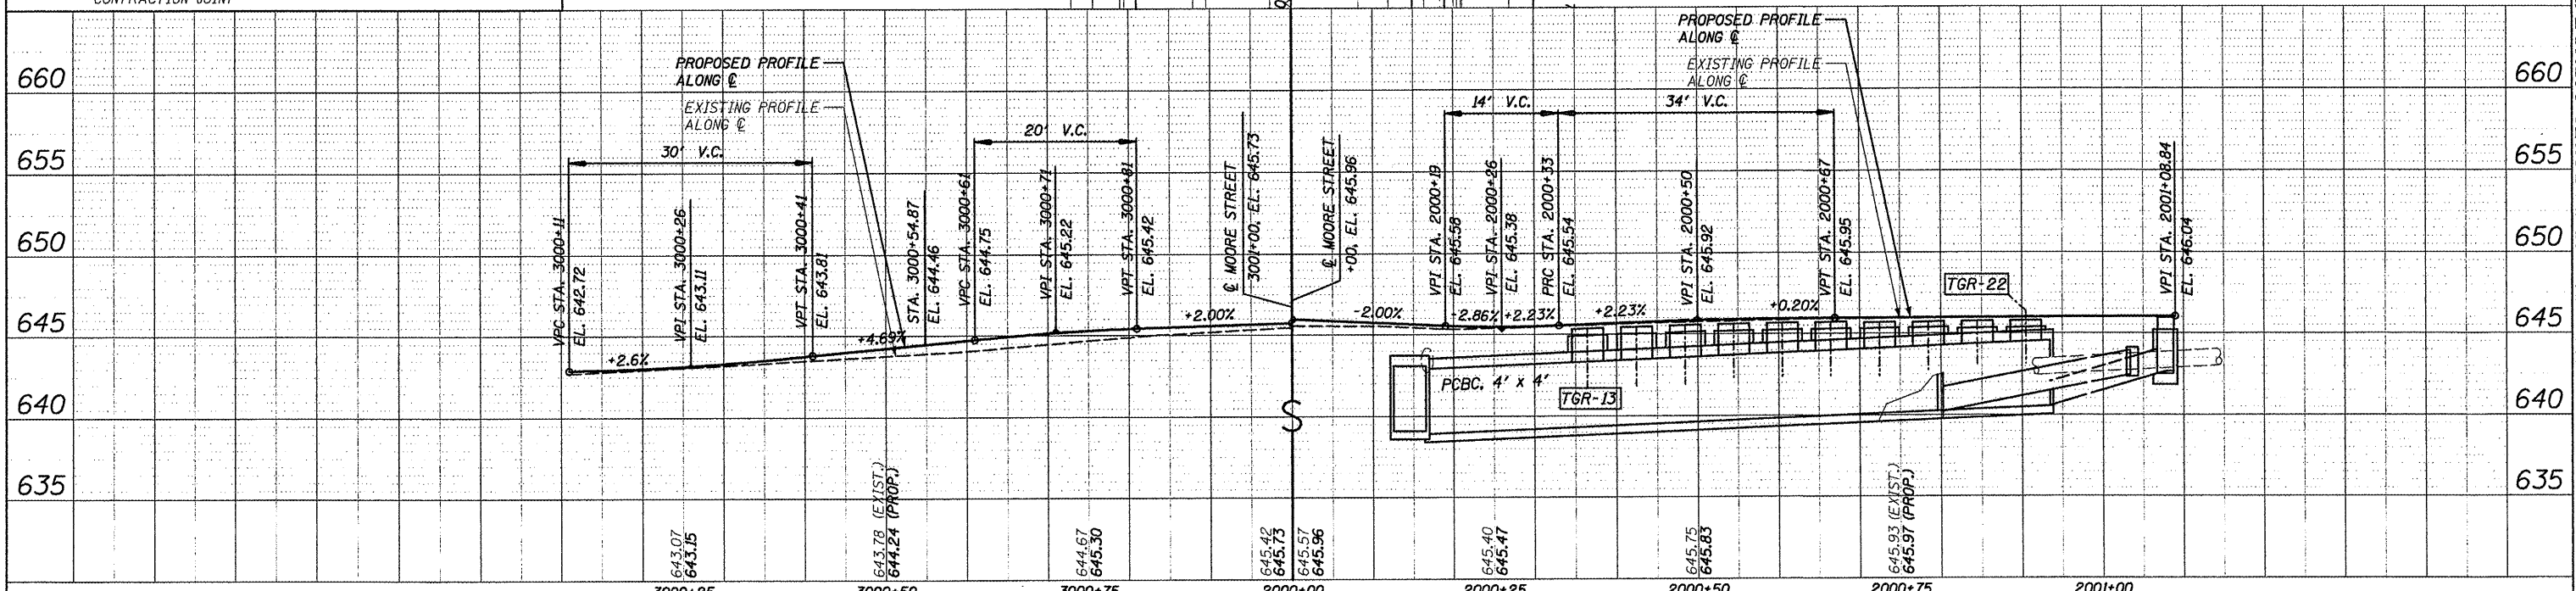 CONTRACTION JOINT
PROPOSED PROFILE
ALONG ℄
EXISTING PROFILE
ALONG ℄
PROPOSED PROFILE
ALONG ℄
EXISTING PROFILE
ALONG ℄
660
655
650
645
640
635
660
655
650
645
640
635
30' V.C.
20' V.C.
14' V.C.
34' V.C.
VPC STA. 3000+11
EL. 642.72
VPI STA. 3000+26
EL. 643.11
VPT STA. 3000+41
EL. 643.81
STA. 3000+54.87
EL. 644.46
VPC STA. 3000+61
EL. 644.75
VPI STA. 3000+71
EL. 645.22
VPT STA. 3000+81
EL. 645.42
℄ MOORE STREET
3001+00, EL. 645.73
℄ MOORE STREET
+00, EL. 645.96
VPI STA. 2000+19
EL. 645.58
VPI STA. 2000+26
EL. 645.38
PRC STA. 2000+33
EL. 645.54
VPI STA. 2000+50
EL. 645.92
VPT STA. 2000+67
EL. 645.95
VPI STA. 2001+08.84
EL. 646.04
+2.6%
+4.69%
+2.00%
-2.00%
-2.86%
+2.23%
+2.23%
+0.20%
TGR-22
PCBC, 4' x 4'
TGR-13
S
643.07
643.15
643.78 (EXIST.)
644.24 (PROP.)
644.67
645.30
645.42
645.73
645.57
645.96
645.40
645.47
645.75
645.83
645.93 (EXIST.)
645.97 (PROP.)
3000+25
3000+50
3000+75
2000+00
2000+25
2000+50
2000+75
2001+00